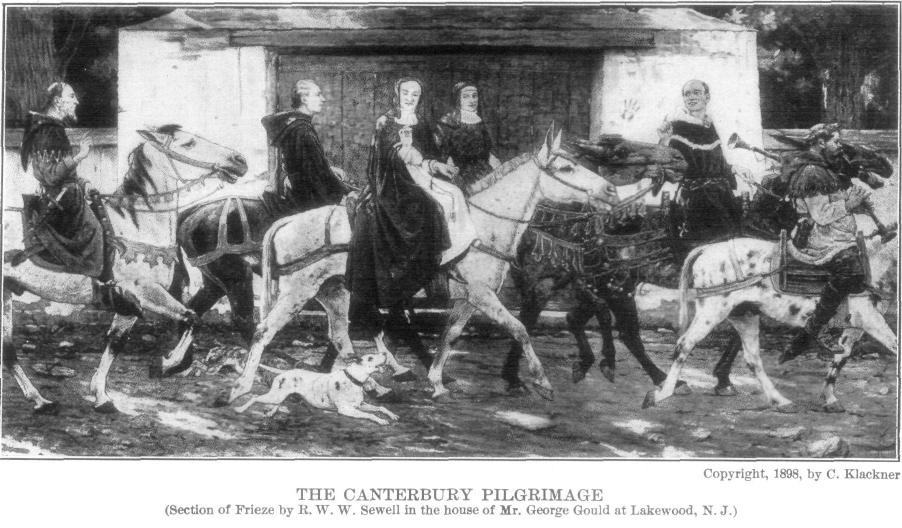 Copyright, 1898, by C. Klackner
THE CANTERBURY PILGRIMAGE
(Section of Frieze by R. W. W. Sewell in the house of Mr. George Gould at Lakewood, N. J.)